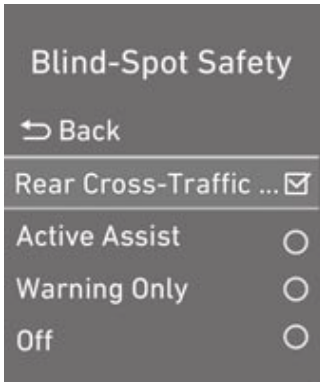 Blind-Spot Safety
Back
Rear Cross-Traffic ...
Active Assist
Warning Only
Off